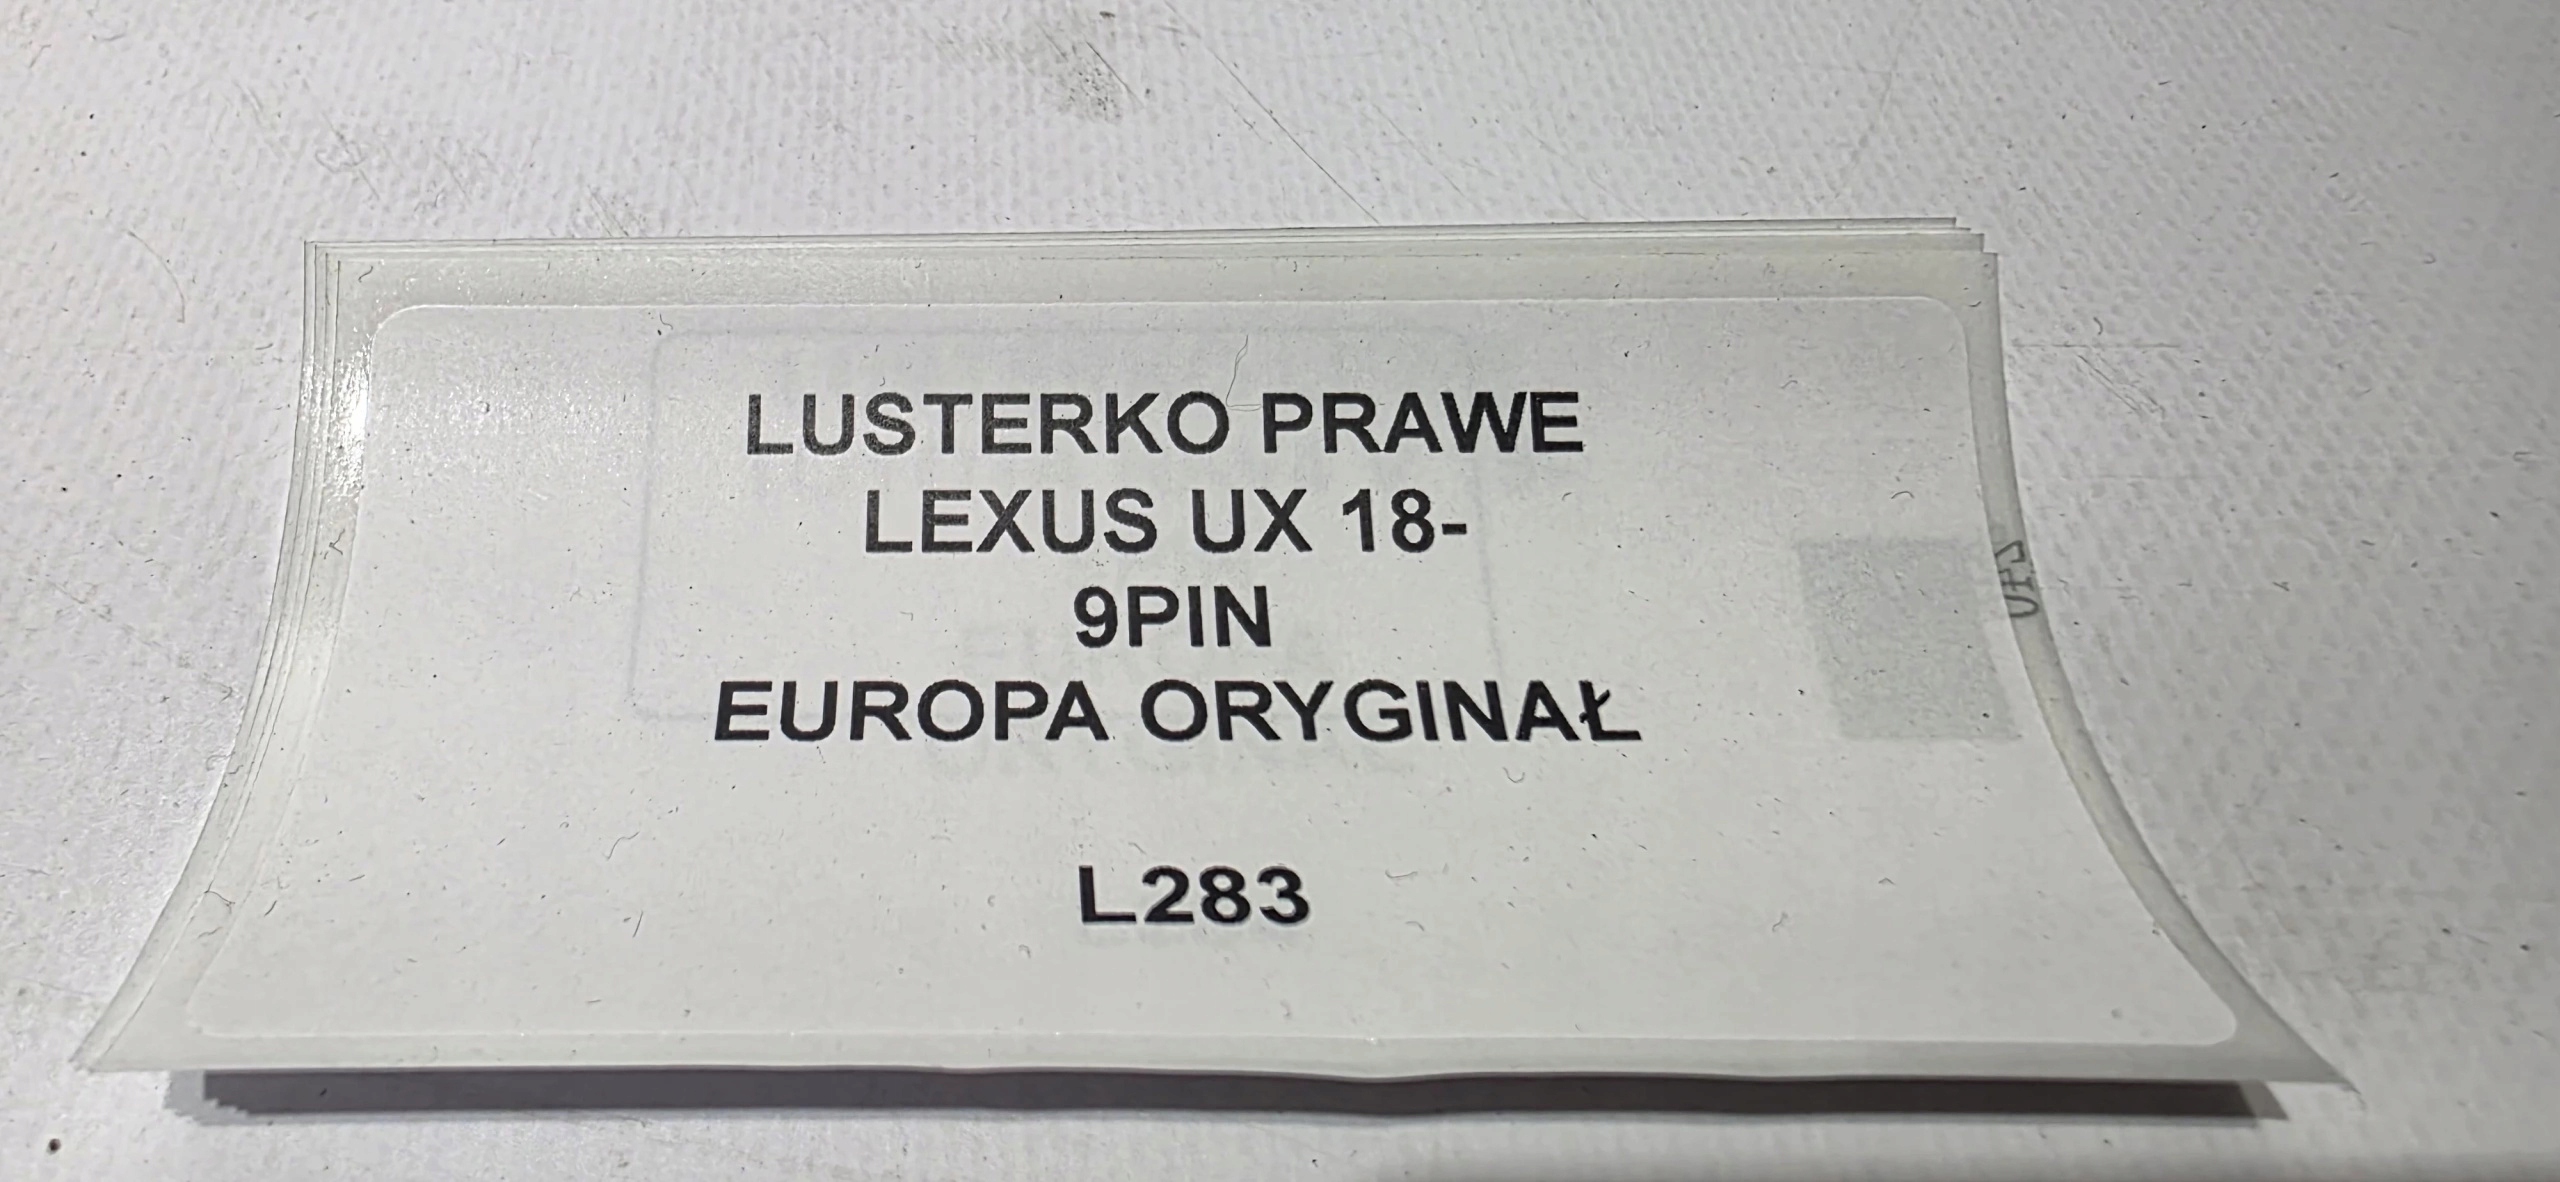 LUSTERKO PRAWE
LEXUS UX 18-
9PIN
EUROPA ORYGINAŁ
L283